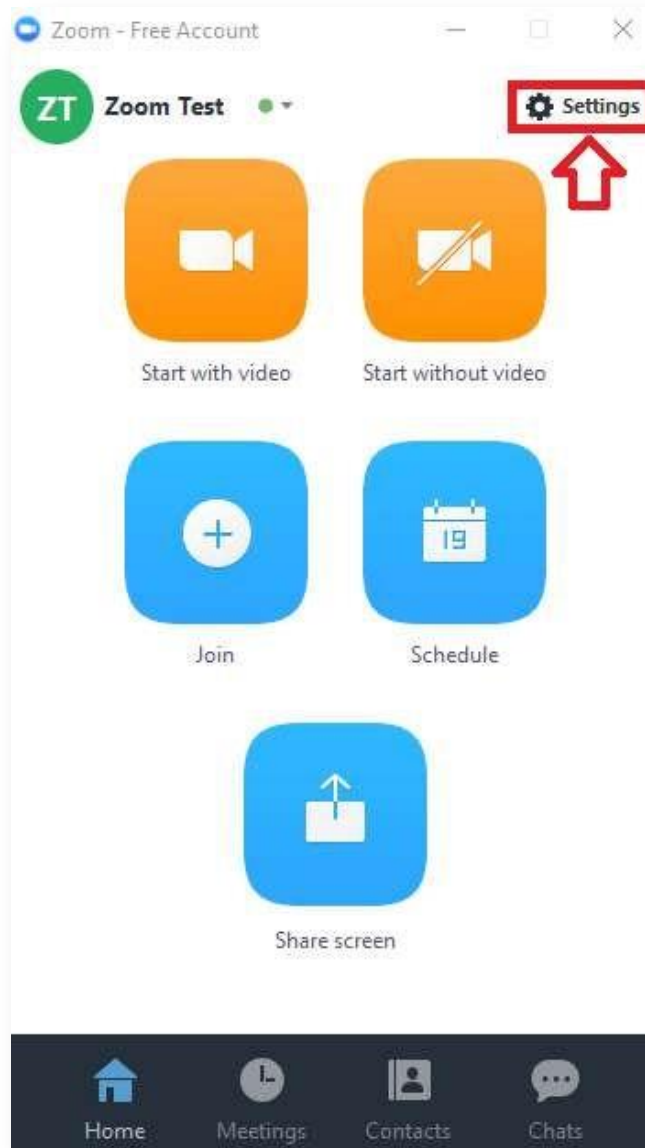 Zoom - Free Account
ZT Zoom Test Settings
Start with video Start without video
19
Join Schedule
Share screen
Home Meetings Contacts Chats